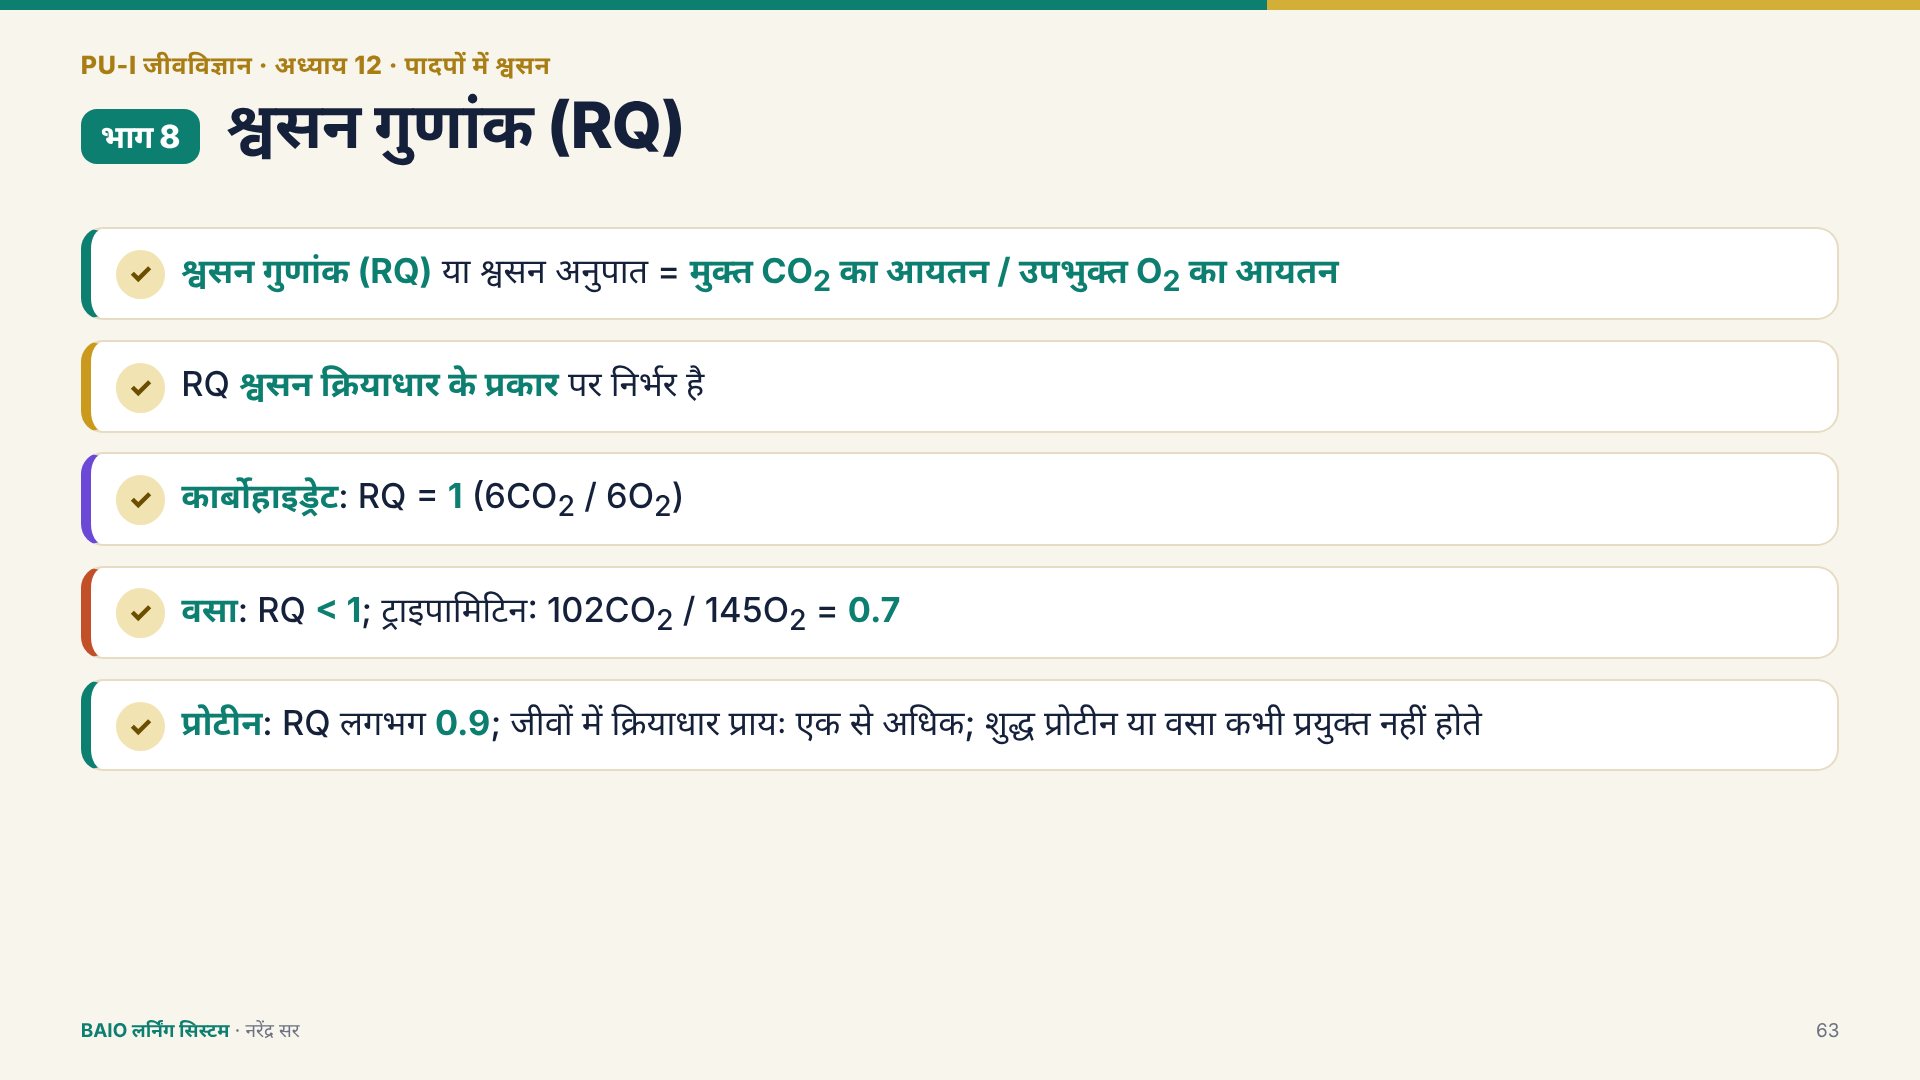 PU-I जीवविज्ञान · अध्याय 12 · पादपों में श्वसन
भाग 8 श्वसन गुणांक (RQ)
श्वसन गुणांक (RQ) या श्वसन अनुपात = मुक्त CO₂ का आयतन / उपभुक्त O₂ का आयतन
RQ श्वसन क्रियाधार के प्रकार पर निर्भर है
कार्बोहाइड्रेट: RQ = 1 (6CO₂ / 6O₂)
वसा: RQ < 1; ट्राइपामिटिन: 102CO₂ / 145O₂ = 0.7
प्रोटीन: RQ लगभग 0.9; जीवों में क्रियाधार प्रायः एक से अधिक; शुद्ध प्रोटीन या वसा कभी प्रयुक्त नहीं होते
BAIO लर्निंग सिस्टम · नरेंद्र सर
63